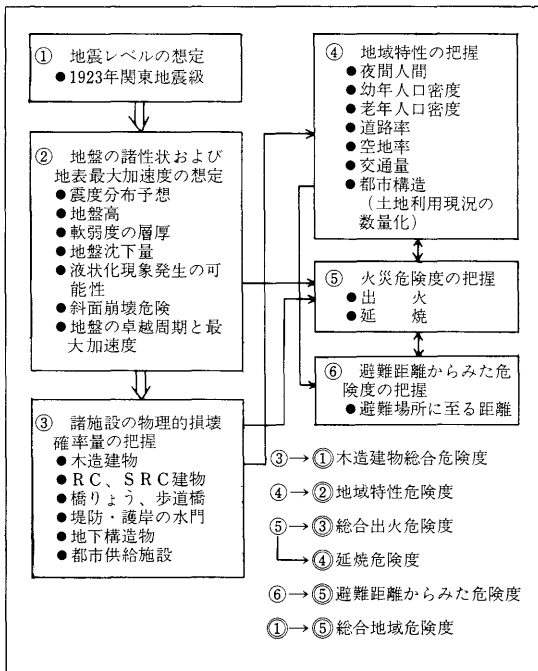 ① 地震レベルの想定
●1923年関東地震級
② 地盤の諸性状および
地表最大加速度の想定
●震度分布予想
●地盤高
●軟弱度の層厚
●地盤沈下量
●液状化現象発生の可
能性
●斜面崩壊危険
●地盤の卓越周期と最
大加速度
③ 諸施設の物理的損壊
確率量の把握
●木造建物
●RC、SRC建物
●橋りょう、歩道橋
●堤防・護岸の水門
●地下構造物
●都市供給施設
④ 地域特性の把握
●夜間人間
●幼年人口密度
●老年人口密度
●道路率
●空地率
●交通量
●都市構造
(土地利用現況の
数量化)
⑤ 火災危険度の把握
●出 火
●延 焼
⑥ 避難距離からみた危
険度の把握
●避難場所に至る距離
③→①木造建物総合危険度
④→②地域特性危険度
⑤→③総合出火危険度
④延焼危険度
⑥→⑤避難距離からみた危険度
①→⑤総合地域危険度